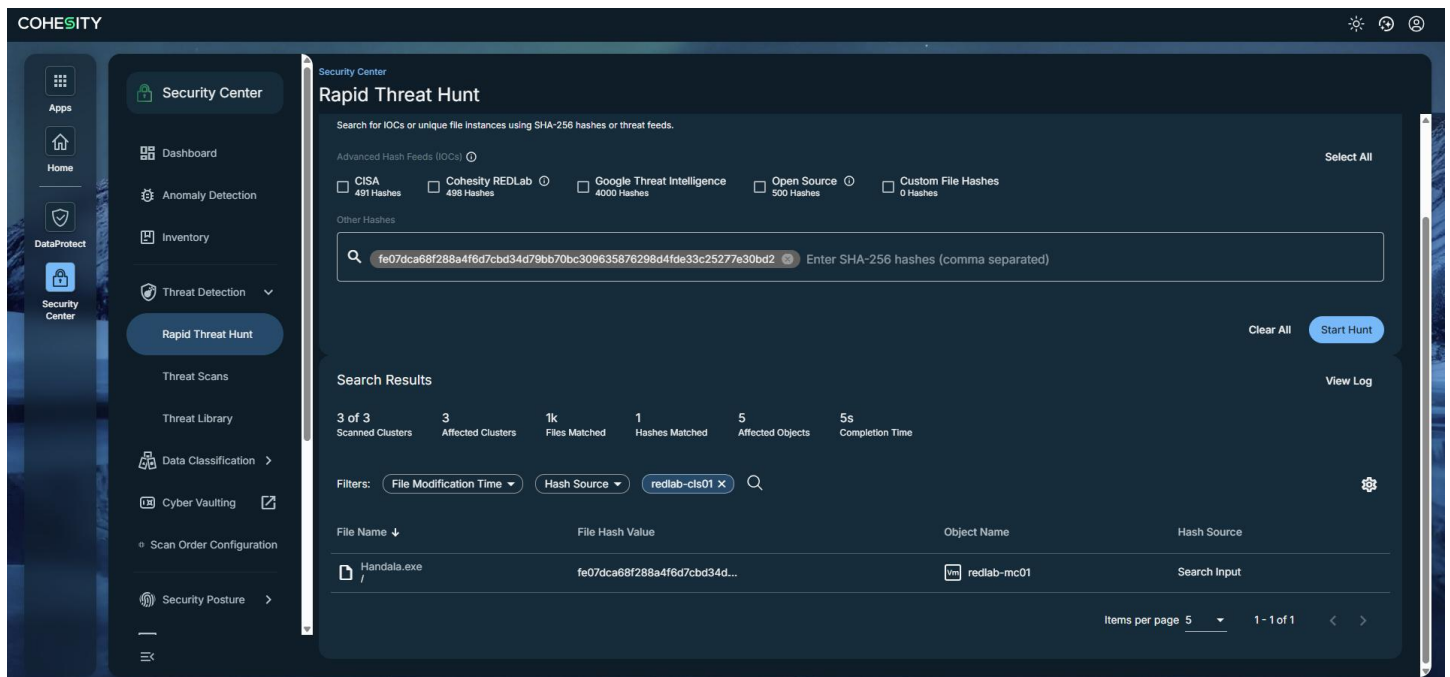 COHESITY
Apps
Home
DataProtect
Security
Center
Security Center
Dashboard
Anomaly Detection
Inventory
Threat Detection
Rapid Threat Hunt
Threat Scans
Threat Library
Data Classification
Cyber Vaulting
Scan Order Configuration
Security Posture
Security Center
Rapid Threat Hunt
Search for IOCs or unique file instances using SHA-256 hashes or threat feeds.
Advanced Hash Feeds (IOCs)
Select All
CISA
491 Hashes
Cohesity REDLab
498 Hashes
Google Threat Intelligence
4000 Hashes
Open Source
500 Hashes
Custom File Hashes
0 Hashes
Other Hashes
fe07dca68f288a4f6d7cbd34d79bb70bc309635876298d4fde33c25277e30bd2 Enter SHA-256 hashes (comma separated)
Clear All Start Hunt
Search Results
View Log
3 of 3 3 1k 1 5 5s
Scanned Clusters Affected Clusters Files Matched Hashes Matched Affected Objects Completion Time
Filters: File Modification Time Hash Source redlab-cls01
File Name File Hash Value Object Name Hash Source
Handala.exe fe07dca68f288a4f6d7cbd34d... Vm redlab-mc01 Search Input
/
Items per page 5 1 - 1 of 1